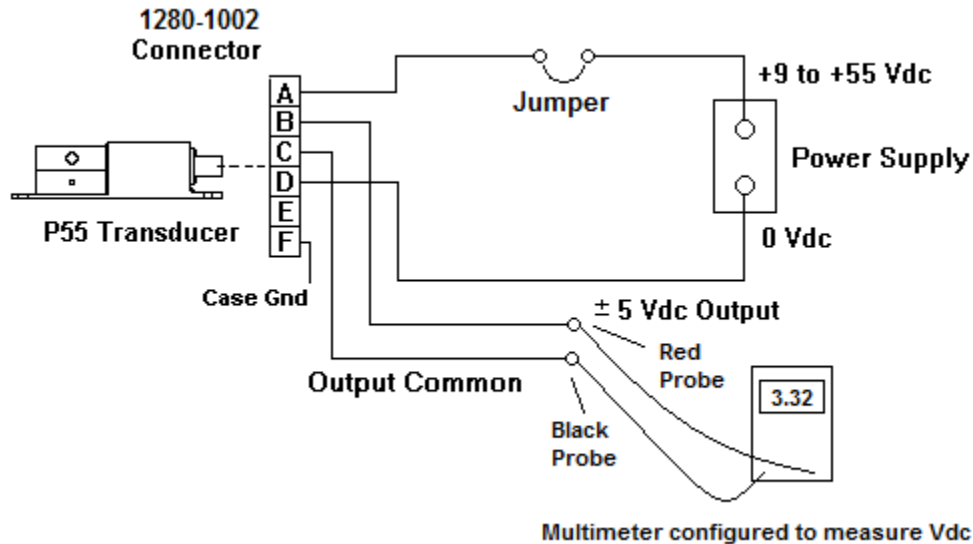 1280-1002
Connector
+9 to +55 Vdc
A
B
C
D
E
F
Jumper
Power Supply
P55 Transducer
0 Vdc
Case Gnd
± 5 Vdc Output
Red
Probe
Output Common
3.32
Black
Probe
Multimeter configured to measure Vdc